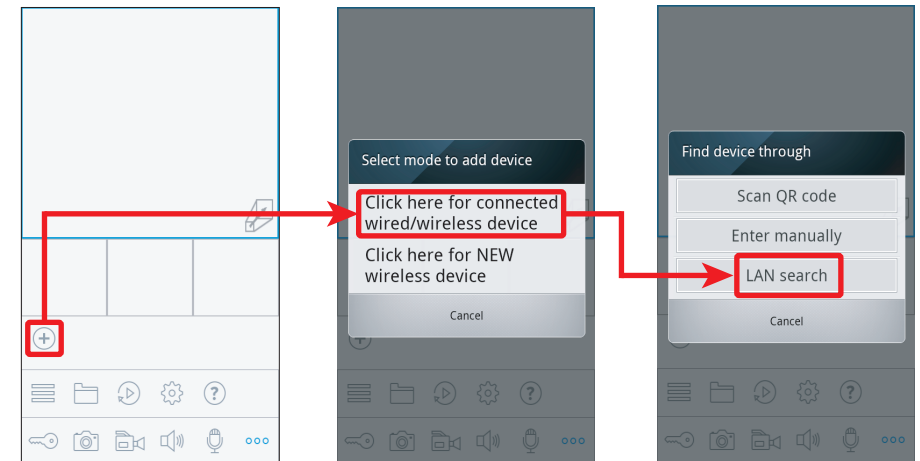 Select mode to add device
Click here for connected
wired/wireless device
Click here for NEW
wireless device
Cancel
Find device through
Scan QR code
Enter manually
LAN search
Cancel